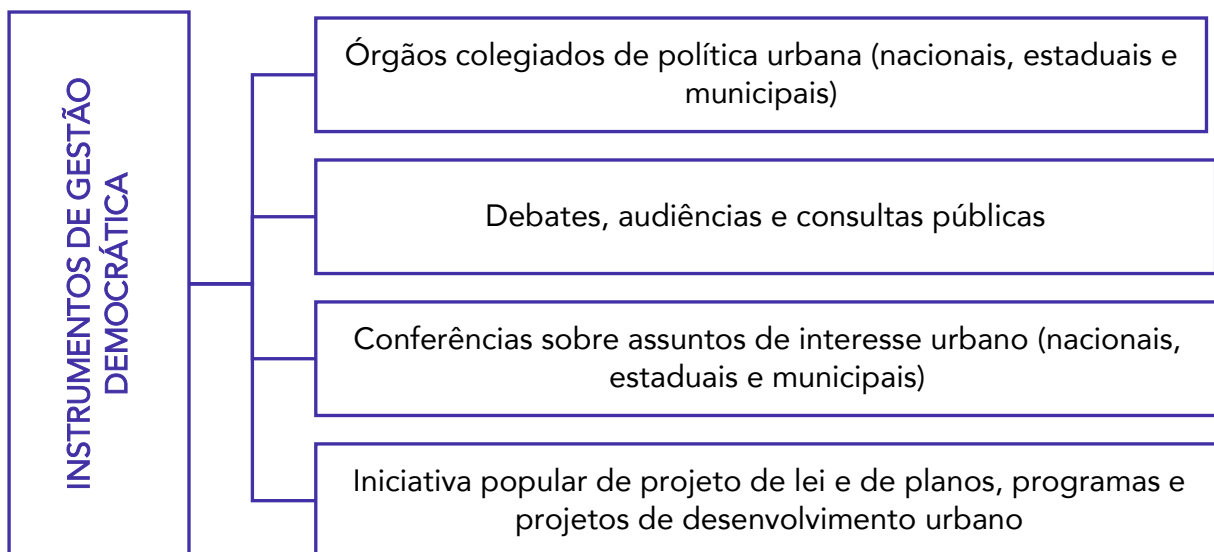 INSTRUMENTOS DE GESTÃO
DEMOCRÁTICA
Órgãos colegiados de política urbana (nacionais, estaduais e
municipais)
Debates, audiências e consultas públicas
Conferências sobre assuntos de interesse urbano (nacionais,
estaduais e municipais)
Iniciativa popular de projeto de lei e de planos, programas e
projetos de desenvolvimento urbano